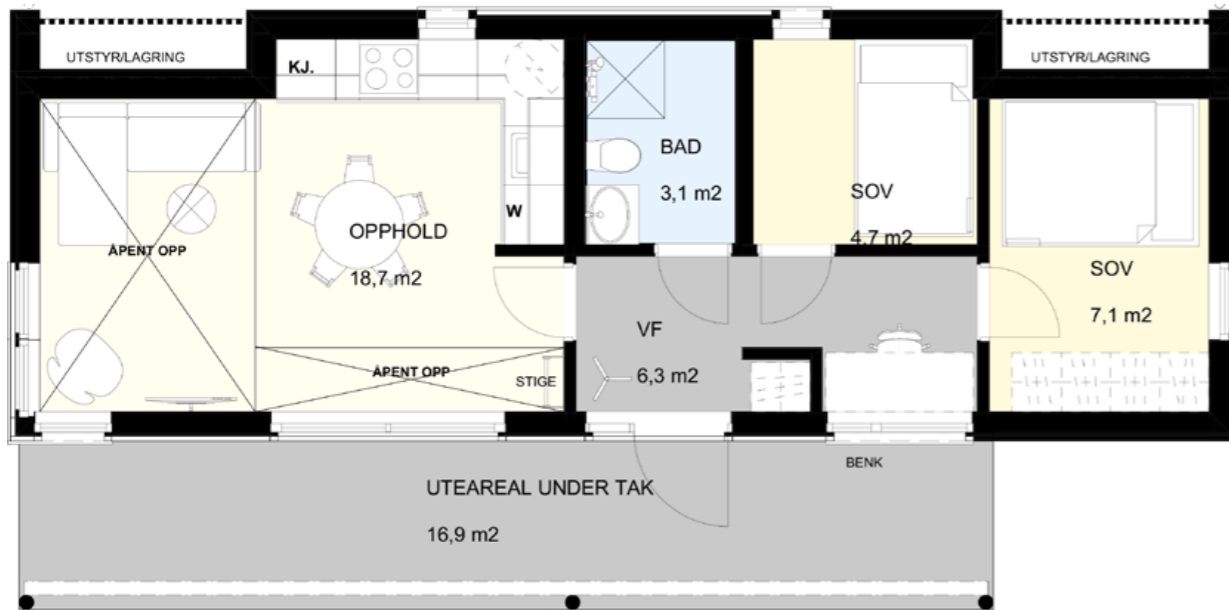 UTSTYR/LAGRING
UTSTYR/LAGRING
KJ.
BAD
3,1 m2
SOV
4,7 m2
W
OPPHOLD
18,7 m2
ÅPENT OPP
SOV
7,1 m2
VF
6,3 m2
ÅPENT OPP
STIGE
BENK
UTEAREAL UNDER TAK
16,9 m2